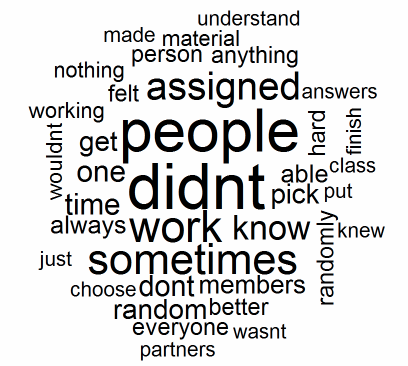 understand
made material
person anything
nothing
felt assigned answers
working people hard finish
wouldnt get
one didnt able class
time pick put
always work know randomly knew
just sometimes
choose dont members
random better
everyone wasnt
partners